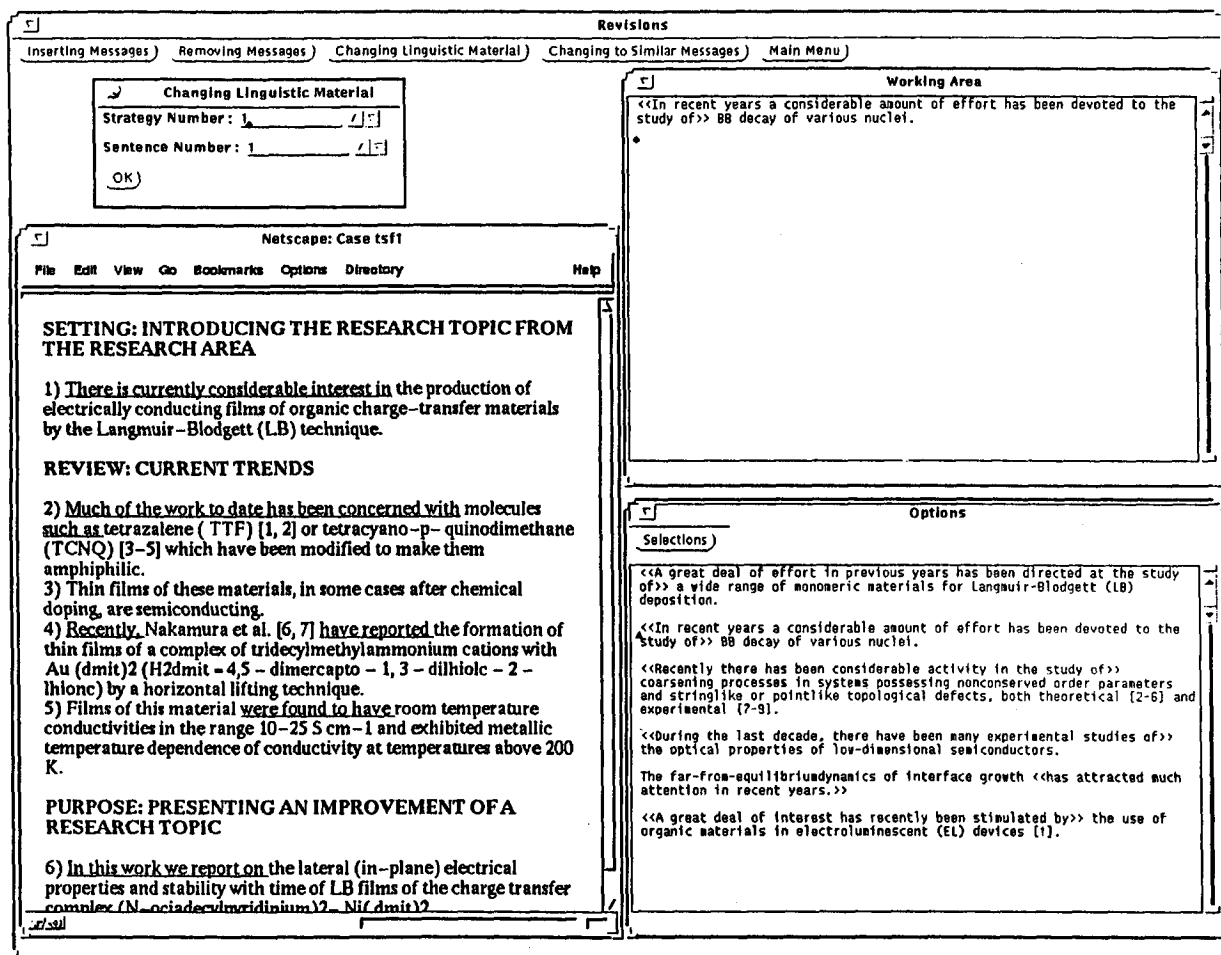 Revisions
Inserting Messages) Removing Messages) Changing Linguistic Material) Changing to Similar Messages) Main Menu)
Changing Linguistic Material
Strategy Number: 1
Sentence Number: 1
OK)
Working Area
<<In recent years a considerable amount of effort has been devoted to the
study of>> BB decay of various nuclei.
Netscape: Case tsf1
File Edit View Go Bookmarks Options Directory Help
SETTING: INTRODUCING THE RESEARCH TOPIC FROM
THE RESEARCH AREA
1) There is currently considerable interest in the production of
electrically conducting films of organic charge-transfer materials
by the Langmuir-Blodgett (LB) technique.
REVIEW: CURRENT TRENDS
2) Much of the work to date has been concerned with molecules
such as tetrazalene ( TTF) [1, 2] or tetracyano-p- quinodimethane
(TCNQ) [3-5] which have been modified to make them
amphiphilic.
3) Thin films of these materials, in some cases after chemical
doping, are semiconducting.
4) Recently, Nakamura et al. [6, 7] have reported the formation of
thin films of a complex of tridecylmethylammonium cations with
Au (dmit)2 (H2dmit = 4,5 - dimercapto - 1, 3 - dilhiolc - 2 -
lhionc) by a horizontal lifting technique.
5) Films of this material were found to have room temperature
conductivities in the range 10-25 S cm-1 and exhibited metallic
temperature dependence of conductivity at temperatures above 200
K.
PURPOSE: PRESENTING AN IMPROVEMENT OF A
RESEARCH TOPIC
6) In this work we report on the lateral (in-plane) electrical
properties and stability with time of LB films of the charge transfer
complex (N-ociadecylpyridinium)2- Ni( dmit)2
Options
Selections)
<<A great deal of effort in previous years has been directed at the study
of>> a wide range of monomeric materials for Langmuir-Blodgett (LB)
deposition.
<<In recent years a considerable amount of effort has been devoted to the
study of>> BB decay of various nuclei.
<<Recently there has been considerable activity in the study of>>
coarsening processes in systems possessing nonconserved order parameters
and stringlike or pointlike topological defects, both theoretical [2-6] and
experimental [7-9].
<<During the last decade, there have been many experimental studies of>>
the optical properties of low-dimensional semiconductors.
The far-from-equilibriumdynamics of interface growth <<has attracted much
attention in recent years.>>
<<A great deal of interest has recently been stimulated by>> the use of
organic materials in electroluminescent (EL) devices [1].